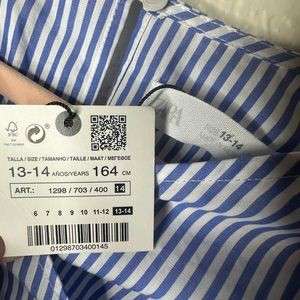 FSC
TALLA / SIZE / TAMANHO / TAILLE / MAAT / ΜΕΓΕΘΟΣ
13-14 AÑOS/YEARS 164 CM
ART.: 1298 / 703 / 400 14
6 7 8 9 10 11-12 13-14
01298703400145
13-14